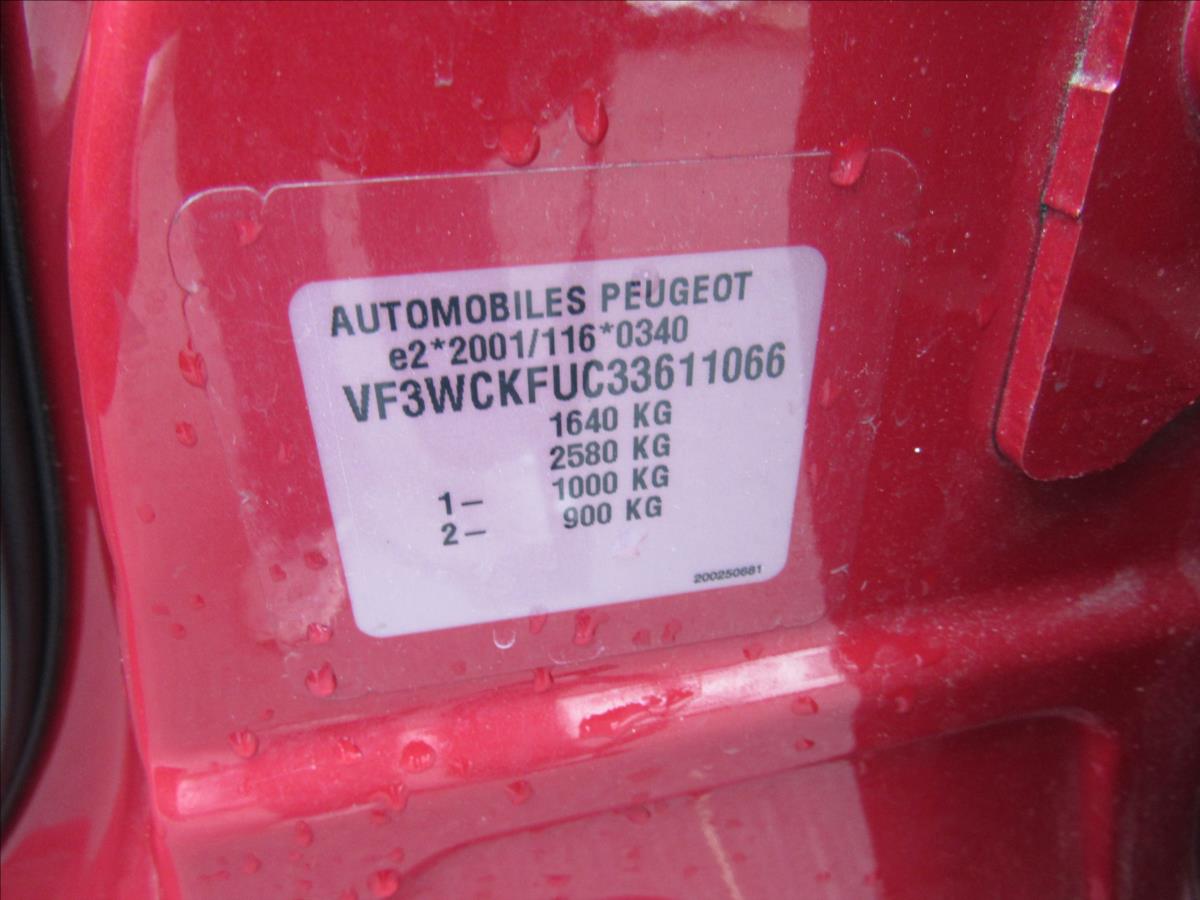 AUTOMOBILES PEUGEOT
e2*2001/116*0340
VF3WCKFUC33611066
1640 KG
2580 KG
1– 1000 KG
2– 900 KG
200250681